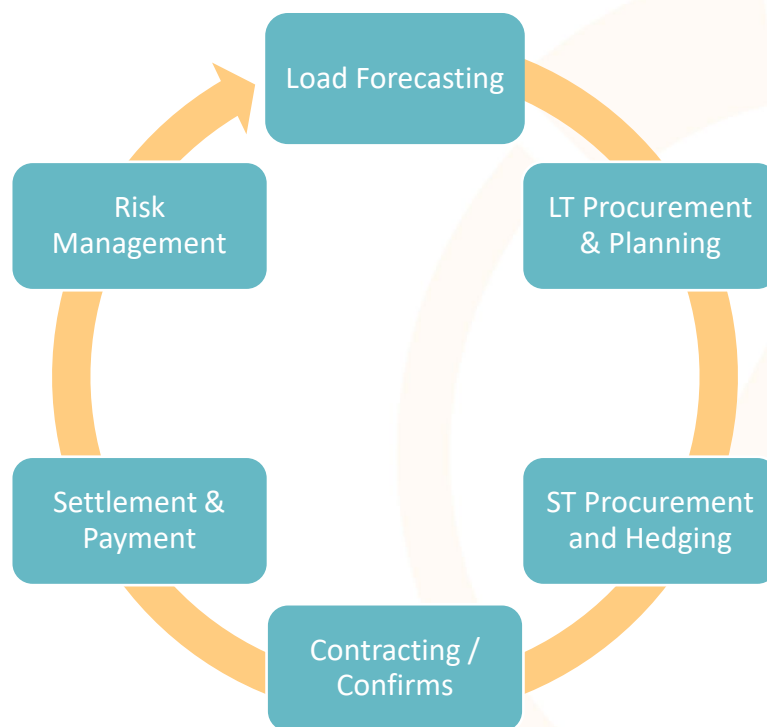 Load Forecasting
LT Procurement
& Planning
ST Procurement
and Hedging
Contracting /
Confirms
Settlement &
Payment
Risk
Management